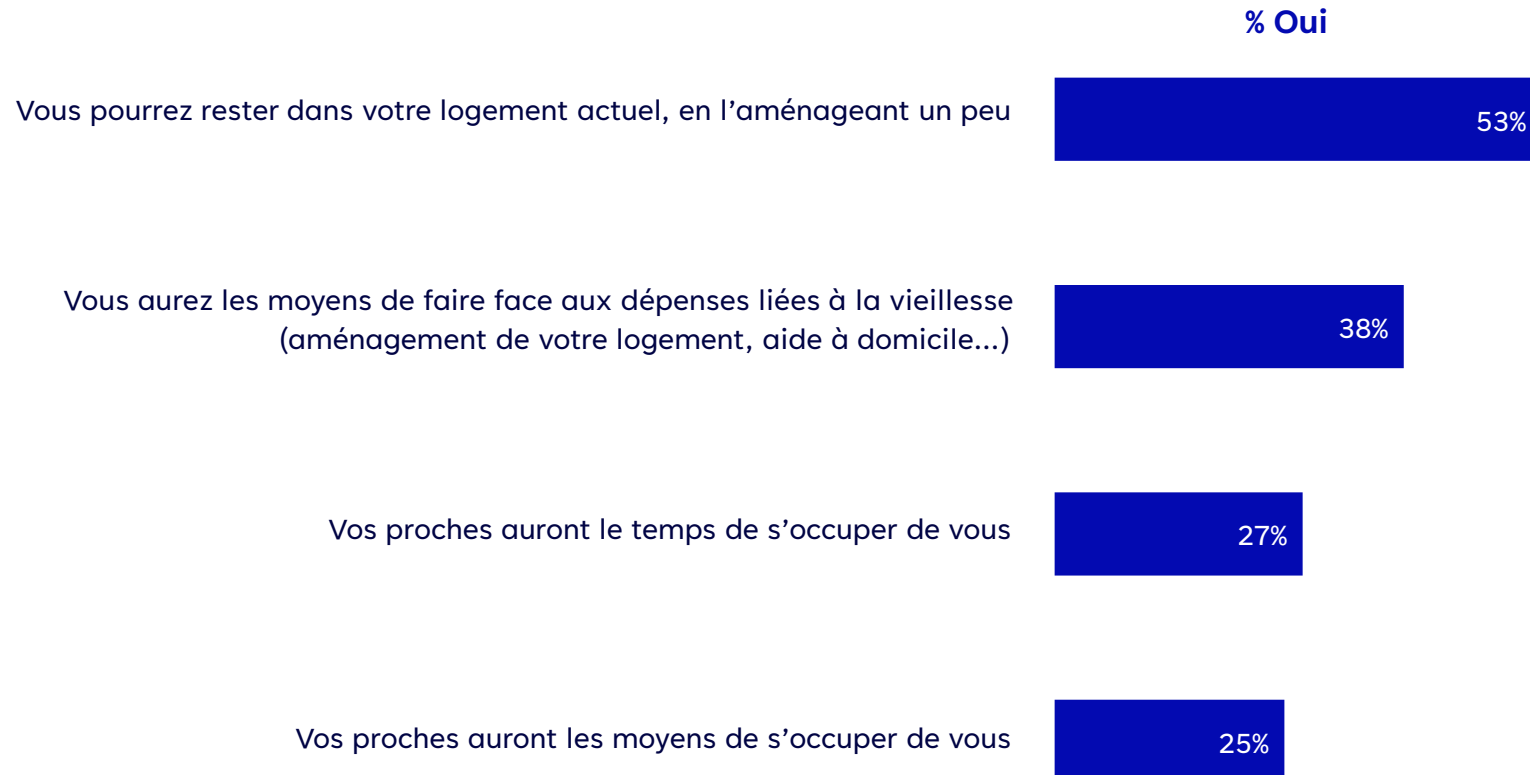 % Oui
Vous pourrez rester dans votre logement actuel, en l’aménageant un peu
53%
Vous aurez les moyens de faire face aux dépenses liées à la vieillesse
(aménagement de votre logement, aide à domicile...)
38%
Vos proches auront le temps de s’occuper de vous
27%
Vos proches auront les moyens de s’occuper de vous
25%